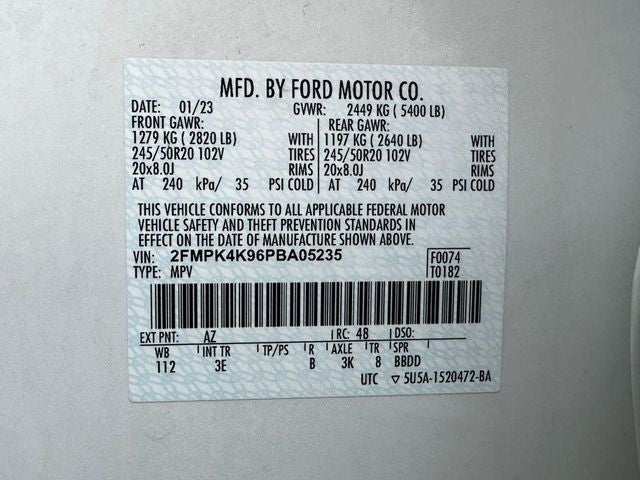 MFD. BY FORD MOTOR CO.
DATE: 01/23 GVWR: 2449 KG ( 5400 LB)
FRONT GAWR: REAR GAWR:
1279 KG ( 2820 LB) WITH 1197 KG ( 2640 LB) WITH
245/50R20 102V TIRES 245/50R20 102V TIRES
20x8.0J RIMS 20x8.0J RIMS
AT 240 kPa/ 35 PSI COLD AT 240 kPa/ 35 PSI COLD
THIS VEHICLE CONFORMS TO ALL APPLICABLE FEDERAL MOTOR
VEHICLE SAFETY AND THEFT PREVENTION STANDARDS IN
EFFECT ON THE DATE OF MANUFACTURE SHOWN ABOVE.
VIN: 2FMPK4K96PBA05235 F0074
TYPE: MPV T0182
EXT PNT: AZ RC: 48 DSO:
WB INT TR TP/PS R AXLE TR SPR
112 3E B 3K 8 BBDD
UTC ▽ 5U5A-1520472-BA